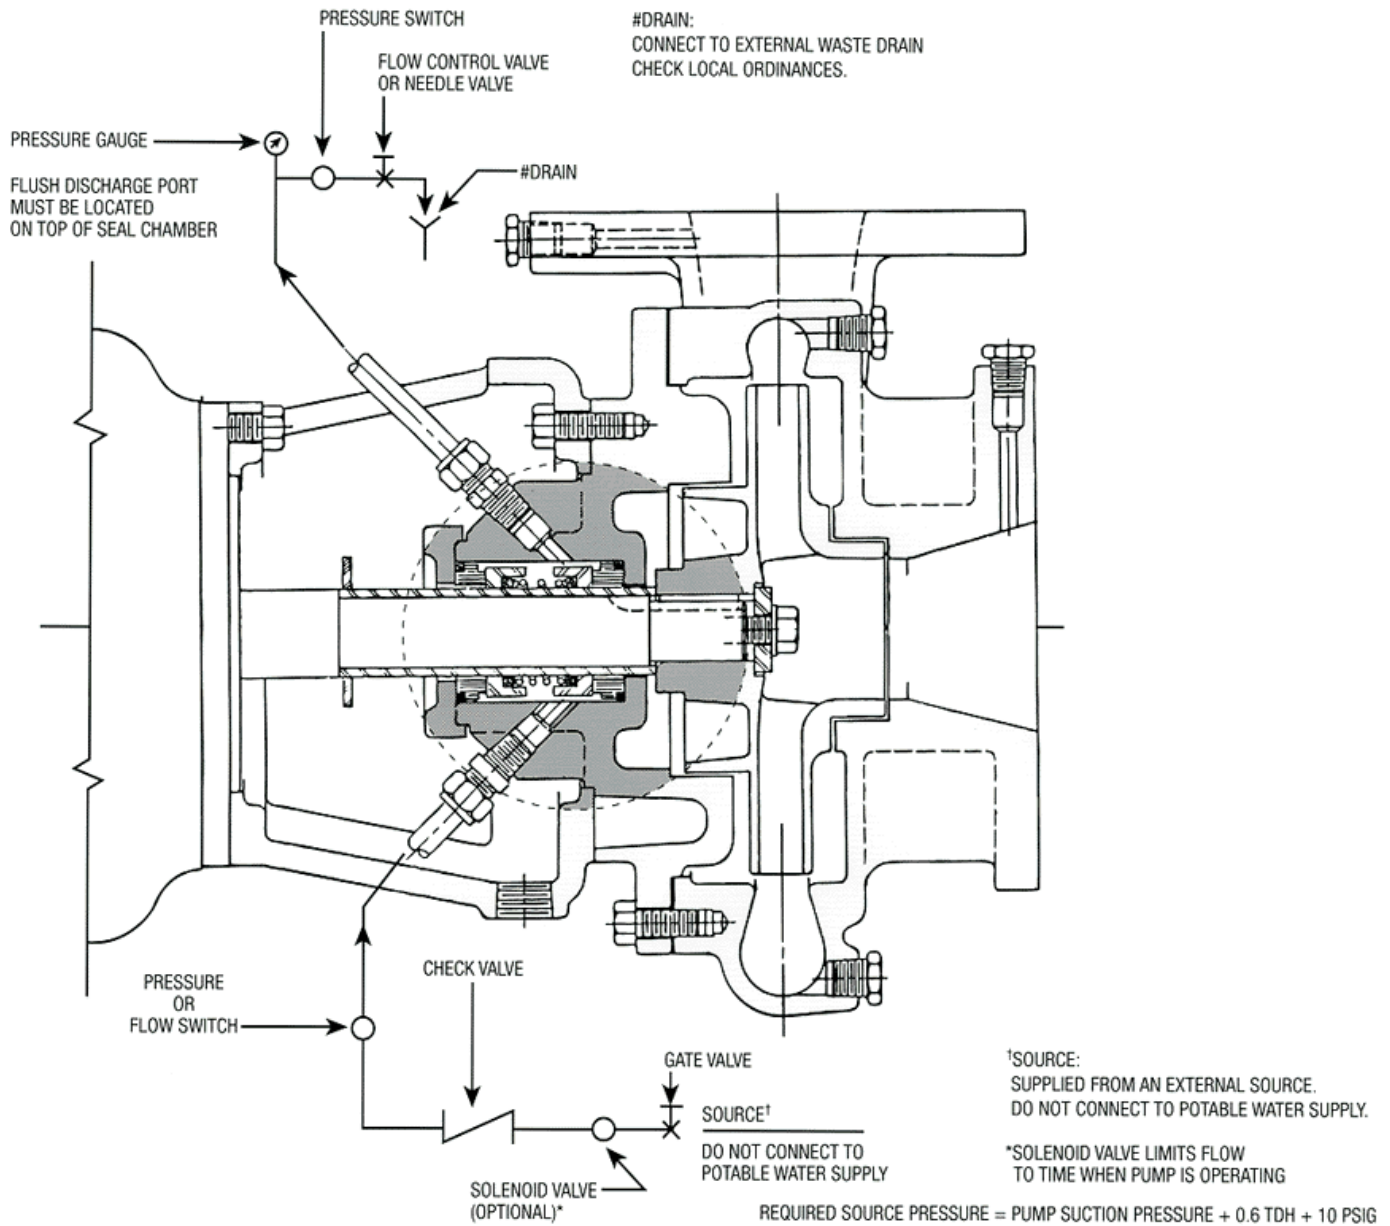 PRESSURE SWITCH
#DRAIN:
CONNECT TO EXTERNAL WASTE DRAIN
CHECK LOCAL ORDINANCES.
FLOW CONTROL VALVE
OR NEEDLE VALVE
PRESSURE GAUGE
#DRAIN
FLUSH DISCHARGE PORT
MUST BE LOCATED
ON TOP OF SEAL CHAMBER
PRESSURE
OR
FLOW SWITCH
CHECK VALVE
GATE VALVE
SOURCE†
DO NOT CONNECT TO
POTABLE WATER SUPPLY
SOLENOID VALVE
(OPTIONAL)*
†SOURCE:
SUPPLIED FROM AN EXTERNAL SOURCE.
DO NOT CONNECT TO POTABLE WATER SUPPLY.
*SOLENOID VALVE LIMITS FLOW
TO TIME WHEN PUMP IS OPERATING
REQUIRED SOURCE PRESSURE = PUMP SUCTION PRESSURE + 0.6 TDH + 10 PSIG